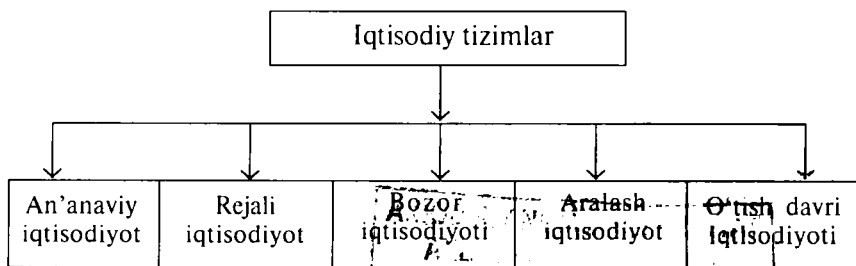 Iqtisodiy tizimlar
An'anaviy
iqtisodiyot
Rejali
iqtisodiyot
Bozor
iqtisodiyoti
Aralash
iqtisodiyot
O'tish davri
iqtisodiyoti